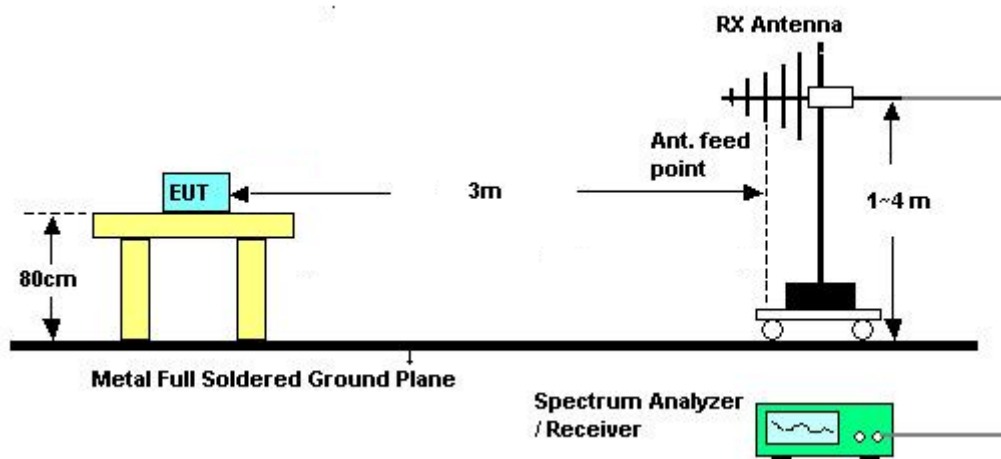 RX Antenna
Ant. feed
point
EUT
3m
1~4 m
80cm
Metal Full Soldered Ground Plane
Spectrum Analyzer
/ Receiver